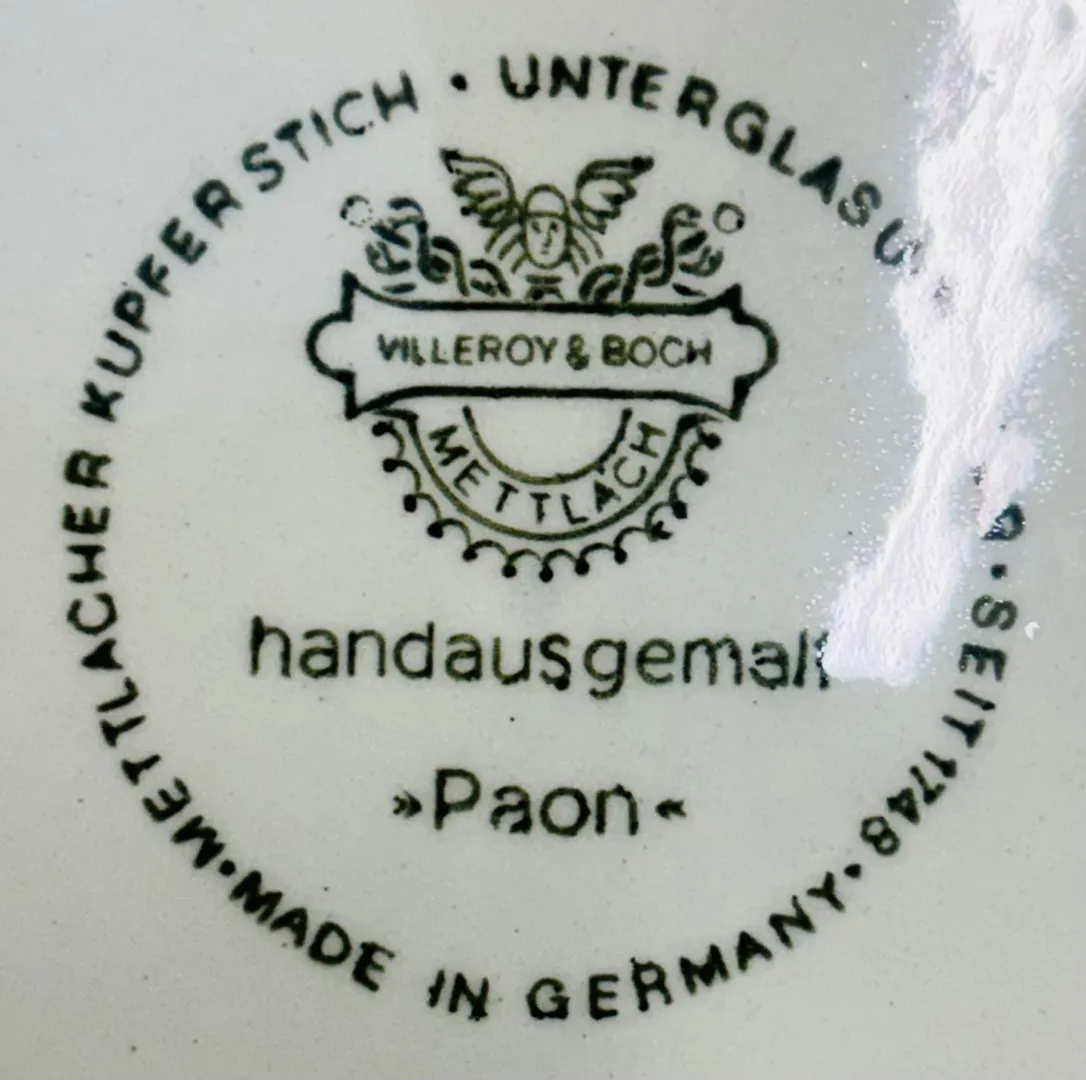 METTLACHER KUPFERSTICH · UNTERGLASU
· SEIT 1748 ·
MADE IN GERMANY ·
VILLEROY & BOCH
METTLACH
handausgemalt
»Paon«